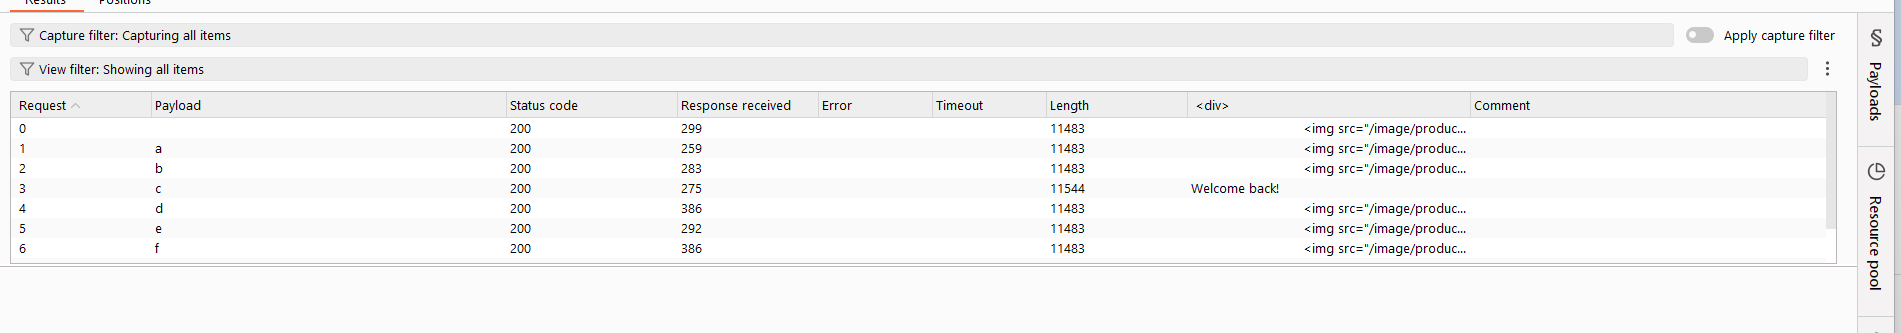 Results Positions
Capture filter: Capturing all items Apply capture filter
View filter: Showing all items
Request Payload Status code Response received Error Timeout Length <div> Comment
0 200 299 11483 <img src="/image/produc...
1 a 200 259 11483 <img src="/image/produc...
2 b 200 283 11483 <img src="/image/produc...
3 c 200 275 11544 Welcome back!
4 d 200 386 11483 <img src="/image/produc...
5 e 200 292 11483 <img src="/image/produc...
6 f 200 386 11483 <img src="/image/produc...
§ Payloads
Resource pool